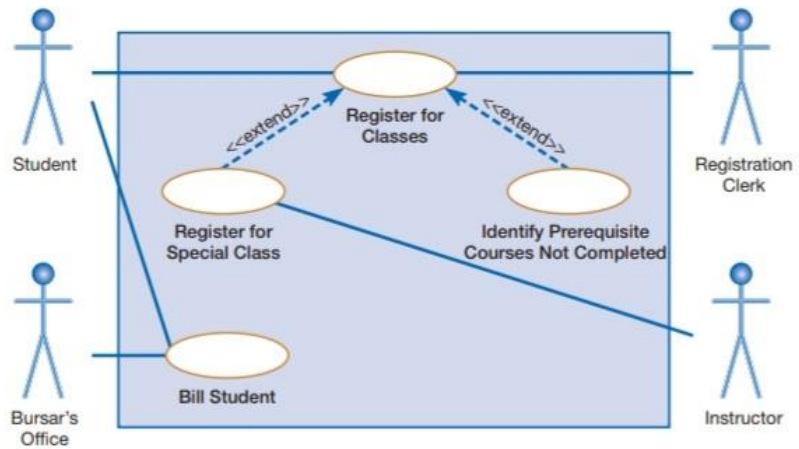 <<extend>>
<<extend>>
Register for
Classes
Student
Registration
Clerk
Register for
Special Class
Identify Prerequisite
Courses Not Completed
Bill Student
Bursar's
Office
Instructor